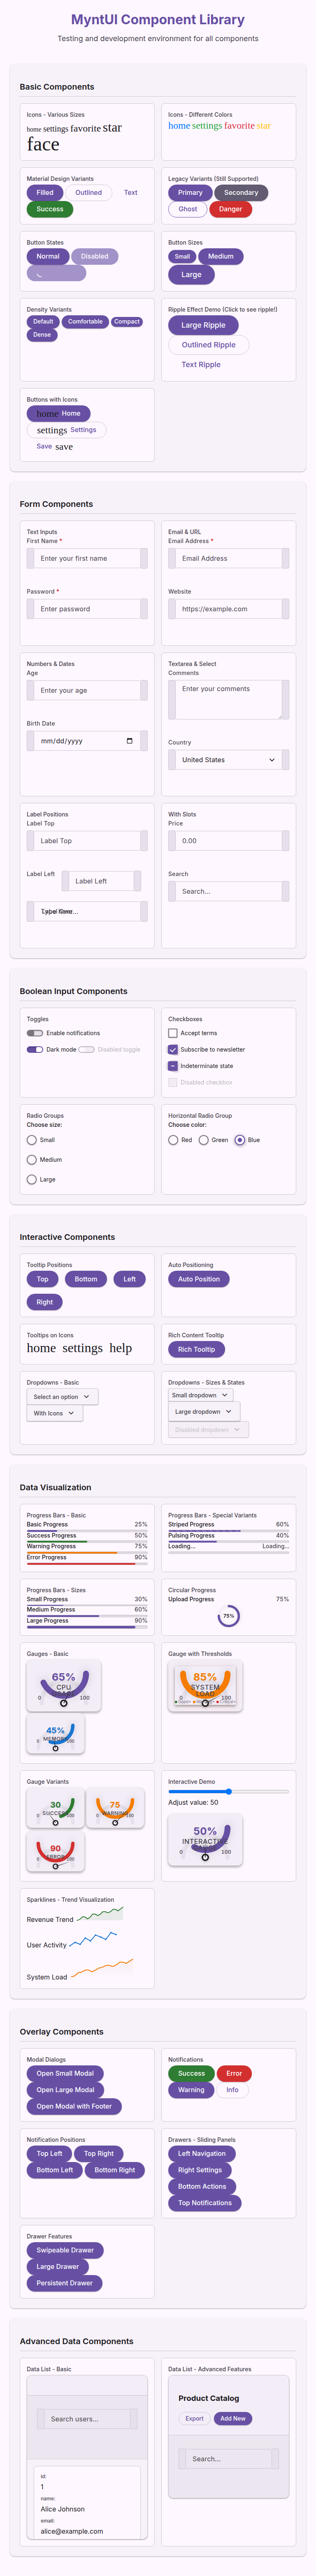 MyntUI Component Library
Testing and development environment for all components
Basic Components
Icons - Various Sizes
home settings favorite star
face
Icons - Different Colors
home settings favorite star
Material Design Variants
Filled Outlined Text
Success
Legacy Variants (Still Supported)
Primary Secondary
Ghost Danger
Button States
Normal Disabled
Button Sizes
Small Medium
Large
Density Variants
Default Comfortable Compact
Dense
Ripple Effect Demo (Click to see ripple!)
Large Ripple
Outlined Ripple
Text Ripple
Buttons with Icons
home Home
settings Settings
Save save
Form Components
Text Inputs
First Name *
Enter your first name
Password *
Enter password
Email & URL
Email Address *
Email Address
Website
https://example.com
Numbers & Dates
Age
Enter your age
Birth Date
mm/dd/yyyy
Textarea & Select
Comments
Enter your comments
Country
United States
Label Positions
Label Top
Label Top
Label Left Label Left
With Slots
Price
0.00
Search
Search...
Boolean Input Components
Toggles
Enable notifications
Dark mode Disabled toggle
Checkboxes
Accept terms
Subscribe to newsletter
Indeterminate state
Disabled checkbox
Radio Groups
Choose size:
Small
Medium
Large
Horizontal Radio Group
Choose color:
Red Green Blue
Interactive Components
Tooltip Positions
Top Bottom Left
Right
Auto Positioning
Auto Position
Tooltips on Icons
home settings help
Rich Content Tooltip
Rich Tooltip
Dropdowns - Basic
Select an option
With Icons
Dropdowns - Sizes & States
Small dropdown
Large dropdown
Disabled dropdown
Data Visualization
Progress Bars - Basic
Basic Progress 25%
Success Progress 50%
Warning Progress 75%
Error Progress 90%
Progress Bars - Special Variants
Striped Progress 60%
Pulsing Progress 40%
Loading... Loading...
Progress Bars - Sizes
Small Progress 30%
Medium Progress 60%
Large Progress 90%
Circular Progress
Upload Progress 75%
75%
Gauges - Basic
65%
CPU
0 100
45%
MEMORY
0 100
Gauge with Thresholds
85%
SYSTEM
LOAD
0 100
Gauge Variants
30
SUCCESS
0 100
75
WARNING
0 100
90
ERROR
0 100
Interactive Demo
Adjust value: 50
50%
INTERACTIVE
0 100
Sparklines - Trend Visualization
Revenue Trend
User Activity
System Load
Overlay Components
Modal Dialogs
Open Small Modal
Open Large Modal
Open Modal with Footer
Notifications
Success Error
Warning Info
Notification Positions
Top Left Top Right
Bottom Left Bottom Right
Drawers - Sliding Panels
Left Navigation
Right Settings
Bottom Actions
Top Notifications
Drawer Features
Swipeable Drawer
Large Drawer
Persistent Drawer
Advanced Data Components
Data List - Basic
Search users...
id:
1
name:
Alice Johnson
email:
alice@example.com
Data List - Advanced Features
Product Catalog
Export Add New
Search...